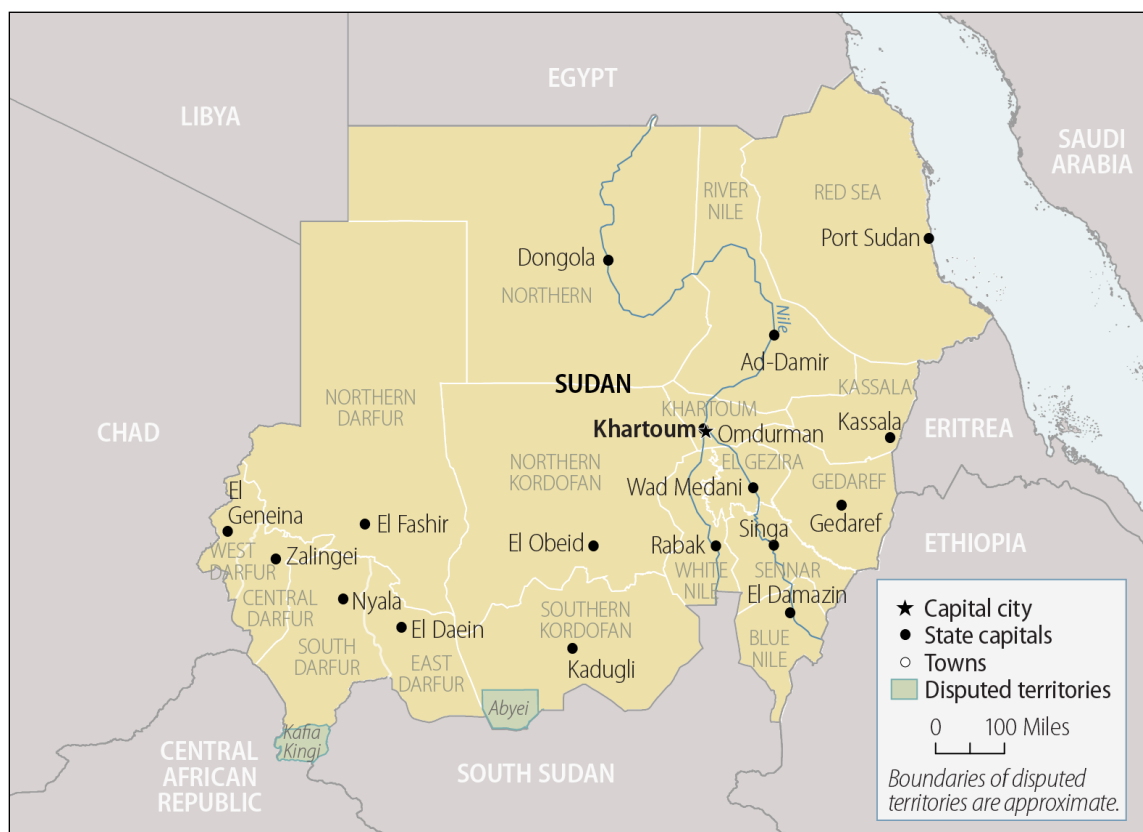 EGYPT
LIBYA
SAUDI
ARABIA
RIVER
NILE
RED SEA
Port Sudan
Dongola
NORTHERN
Nile
Ad-Damir
SUDAN
KASSALA
NORTHERN
DARFUR
KHARTOUM
Khartoum
Omdurman
Kassala
CHAD
ERITREA
NORTHERN
KORDOFAN
EL GEZIRA
Wad Medani
GEDAREF
Gedaref
El
Geneina
El Fashir
El Obeid
Rabak
Singa
ETHIOPIA
WEST
DARFUR
Zalingei
WHITE
NILE
SENNAR
El Damazin
CENTRAL
DARFUR
Nyala
El Daein
SOUTHERN
KORDOFAN
BLUE
NILE
SOUTH
DARFUR
EAST
DARFUR
Kadugli
Abyei
Kafia
Kingi
CENTRAL
AFRICAN
REPUBLIC
SOUTH SUDAN
Capital city
State capitals
Towns
Disputed territories
0 100 Miles
Boundaries of disputed
territories are approximate.